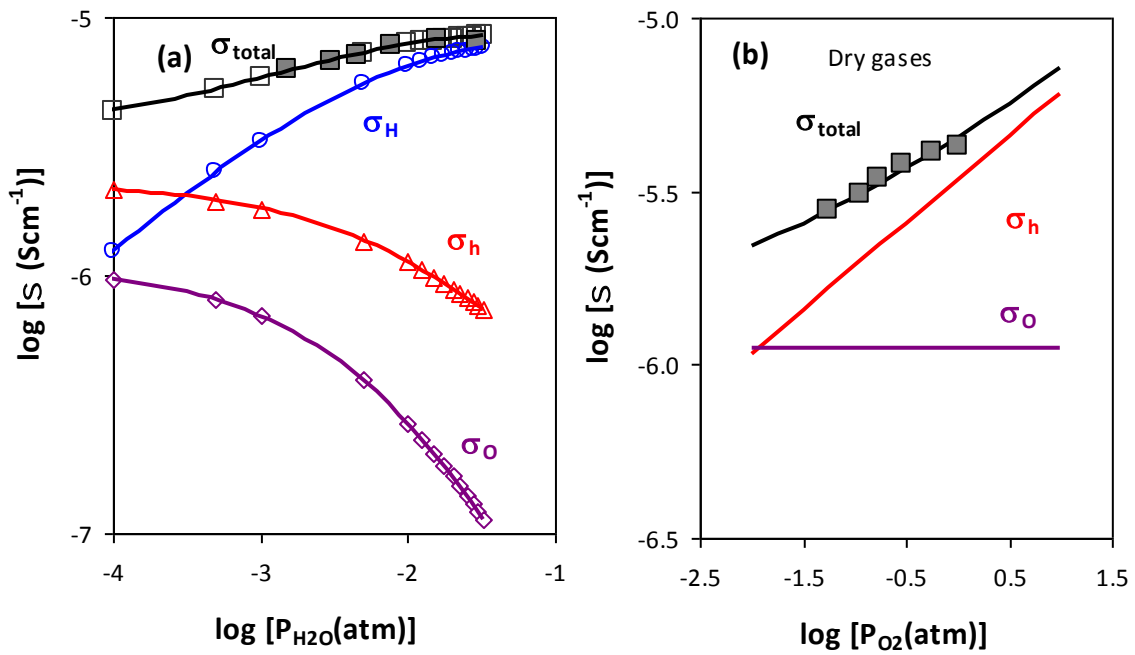 (a)
σtotal
σH
σh
σO
-5
-6
-7
-4
-3
-2
-1
log [s (Scm-1)]
log [PH2O(atm)]
(b)
Dry gases
σtotal
σh
σO
-5.0
-5.5
-6.0
-6.5
-2.5
-1.5
-0.5
0.5
1.5
log [s (Scm-1)]
log [PO2(atm)]